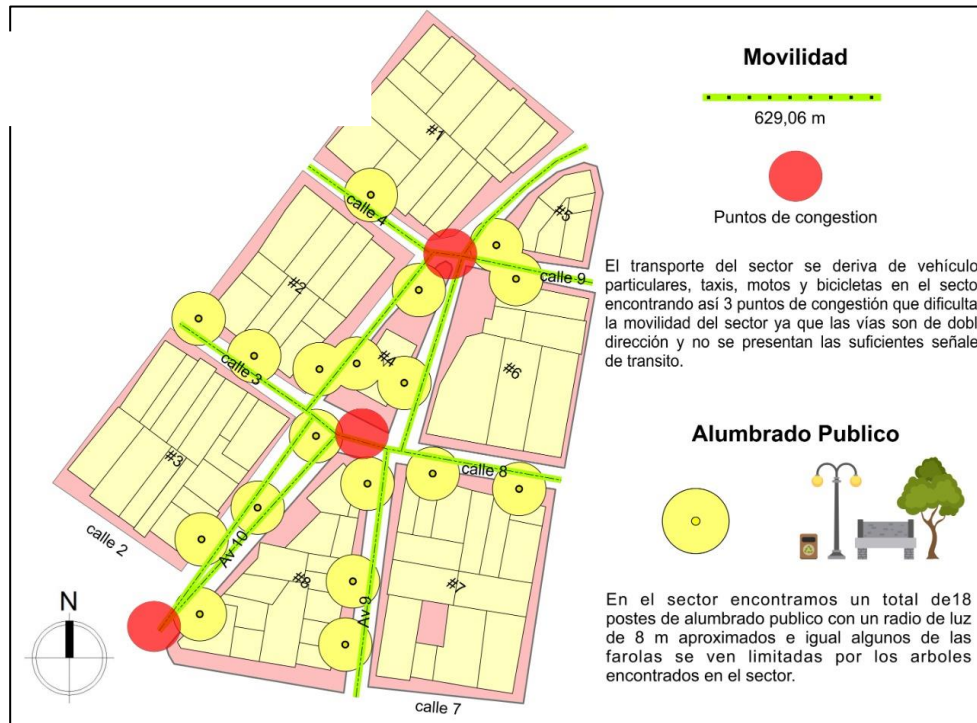 Movilidad
629,06 m
Puntos de congestion
El transporte del sector se deriva de vehículo
particulares, taxis, motos y bicicletas en el secto
encontrando así 3 puntos de congestión que dificulta
la movilidad del sector ya que las vías son de dobl
dirección y no se presentan las suficientes señale
de transito.
Alumbrado Publico
En el sector encontramos un total de18
postes de alumbrado publico con un radio de luz
de 8 m aproximados e igual algunos de las
farolas se ven limitadas por los arboles
encontrados en el sector.
#1
calle 4
#5
calle 9
#2
#4
#6
calle 3
#3
calle 8
calle 2
Av 10
#8
Av 9
#7
N
calle 7